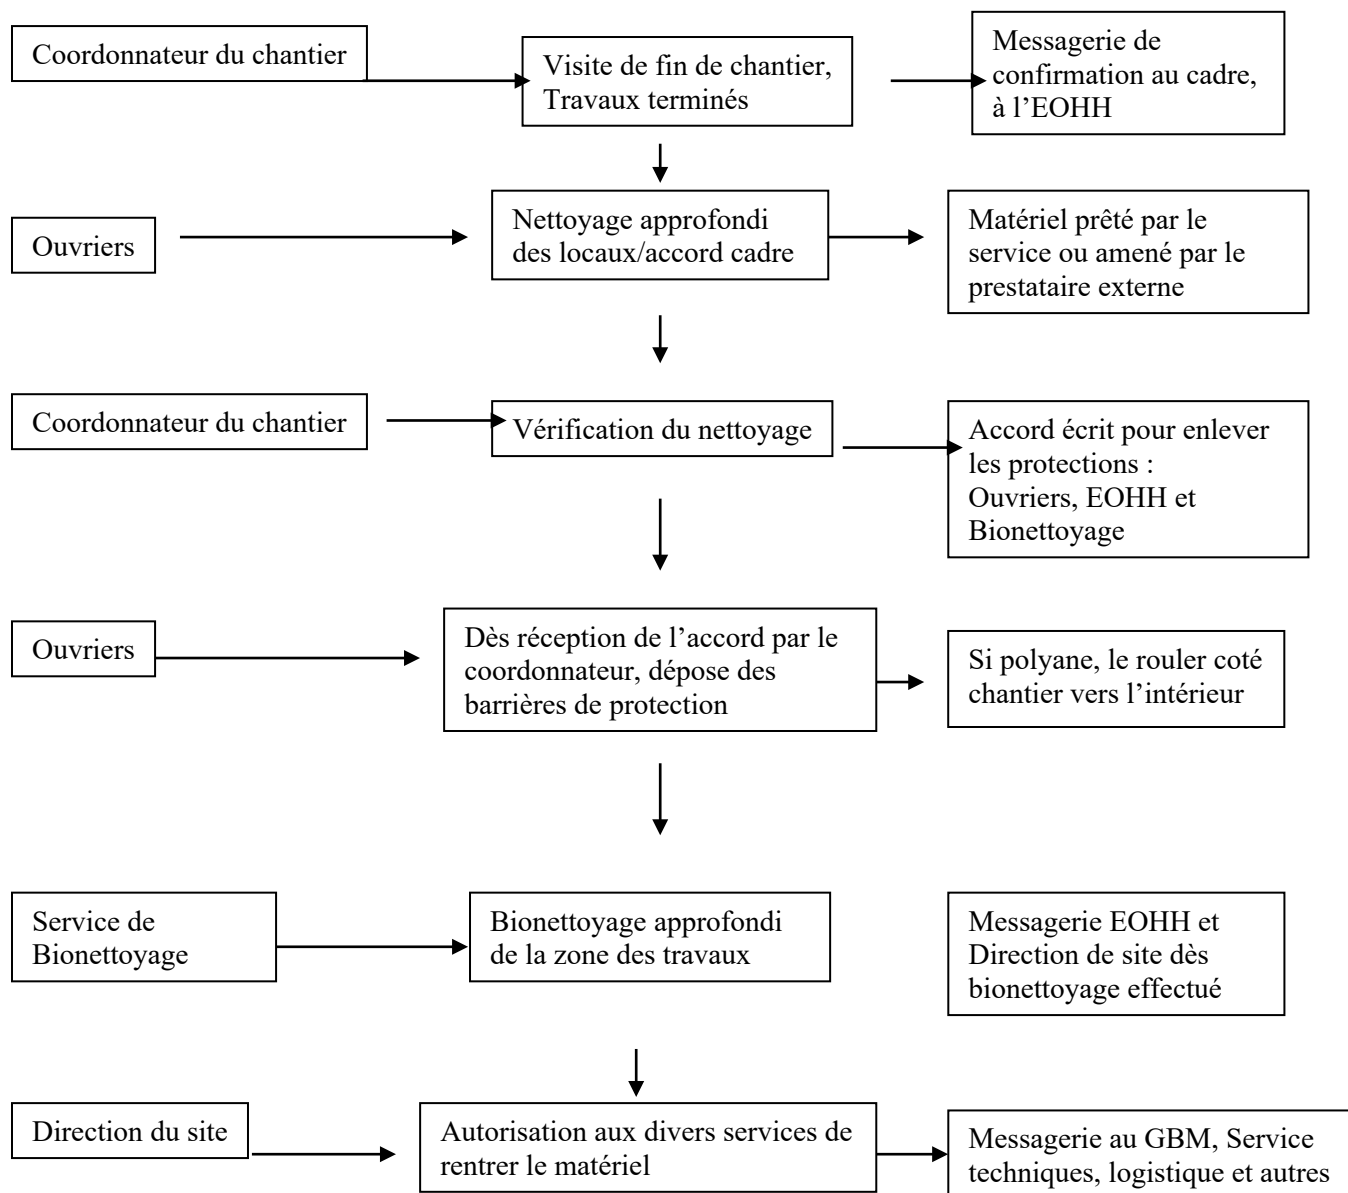 Coordonnateur du chantier
Visite de fin de chantier,
Travaux terminés
Messagerie de
confirmation au cadre,
à l’EOHH
Ouvriers
Nettoyage approfondi
des locaux/accord cadre
Matériel prêté par le
service ou amené par le
prestataire externe
Coordonnateur du chantier
Vérification du nettoyage
Accord écrit pour enlever
les protections :
Ouvriers, EOHH et
Bionettoyage
Ouvriers
Dès réception de l’accord par le
coordonnateur, dépose des
barrières de protection
Si polyane, le rouler coté
chantier vers l’intérieur
Service de
Bionettoyage
Bionettoyage approfondi
de la zone des travaux
Messagerie EOHH et
Direction de site dès
bionettoyage effectué
Direction du site
Autorisation aux divers services de
rentrer le matériel
Messagerie au GBM, Service
techniques, logistique et autres